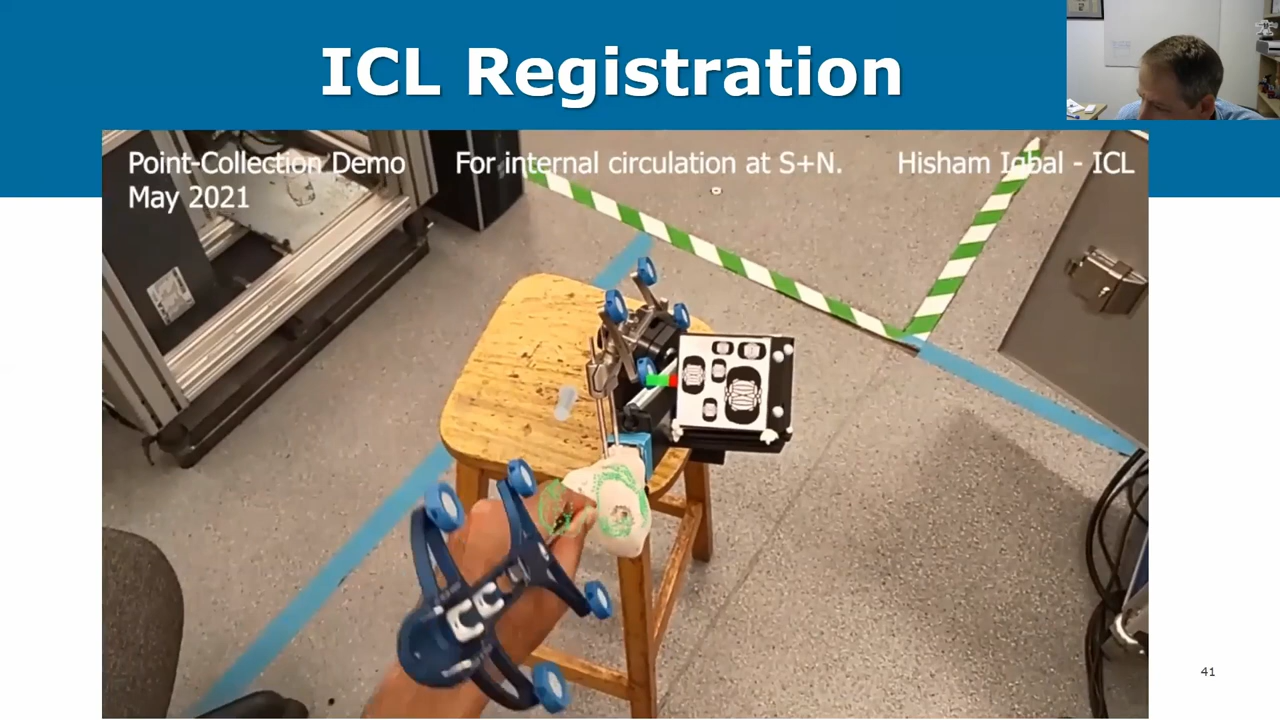 ICL Registration
Point-Collection Demo For internal circulation at S+N. Hisham Iqbal - ICL
May 2021
41